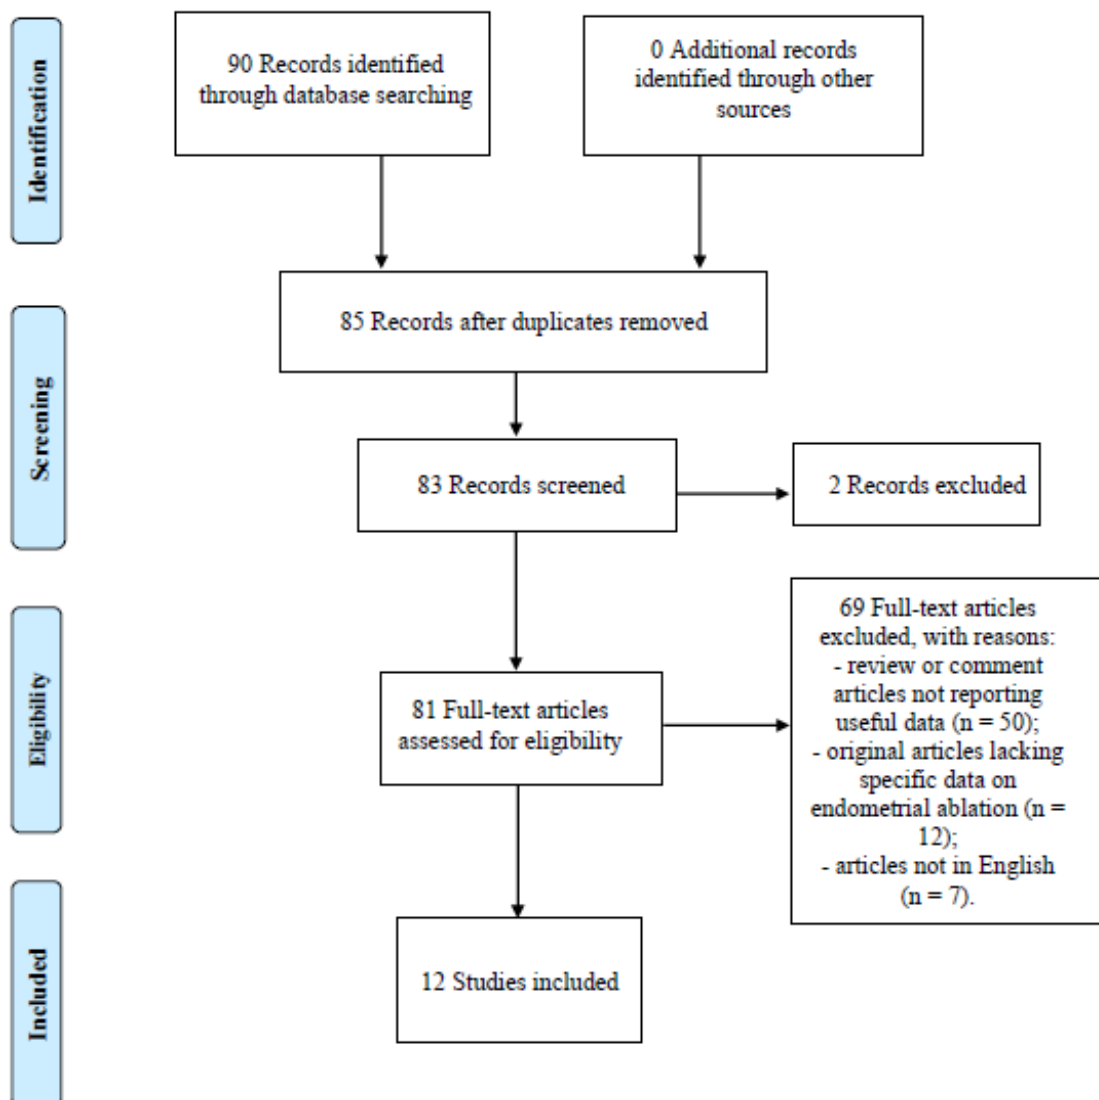 Identification
90 Records identified
through database searching
0 Additional records
identified through other
sources
Screening
85 Records after duplicates removed
83 Records screened
2 Records excluded
Eligibility
81 Full-text articles
assessed for eligibility
69 Full-text articles
excluded, with reasons:
- review or comment
articles not reporting
useful data (n = 50);
- original articles lacking
specific data on
endometrial ablation (n =
12);
- articles not in English
(n = 7).
Included
12 Studies included